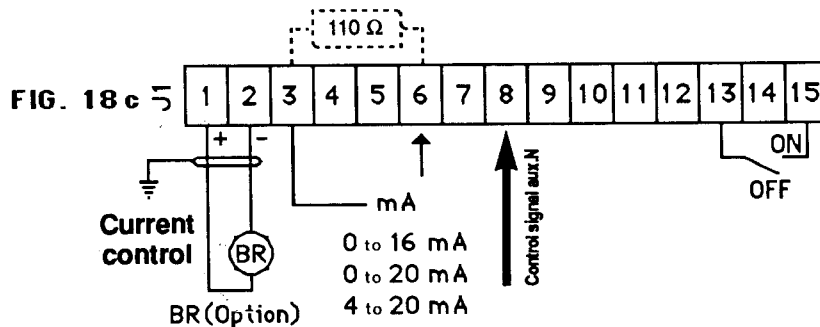 110 Ω
FIG. 18 c
1 2 3 4 5 6 7 8 9 10 11 12 13 14 15
+ -
ON
OFF
Current
control
mA
0 to 16 mA
0 to 20 mA
4 to 20 mA
BR
BR(Option)
Control signal aux.N